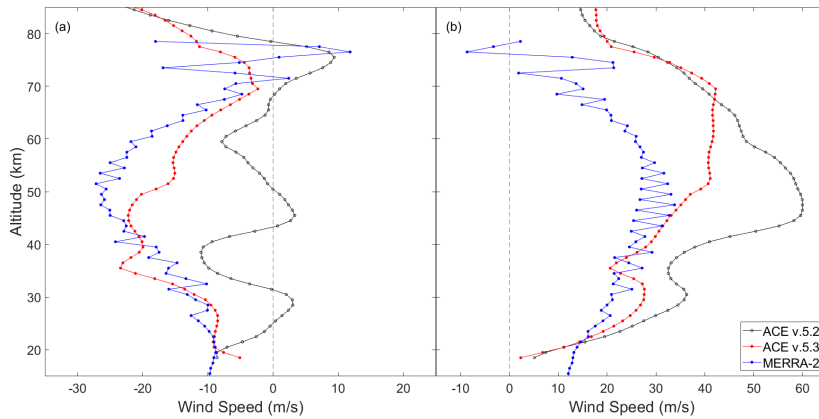 (a)
(b)
80
70
60
50
40
30
20
Altitude (km)
-30 -20 -10 0 10 20
-10 0 10 20 30 40 50 60
Wind Speed (m/s)
Wind Speed (m/s)
ACE v.5.2
ACE v.5.3
MERRA-2